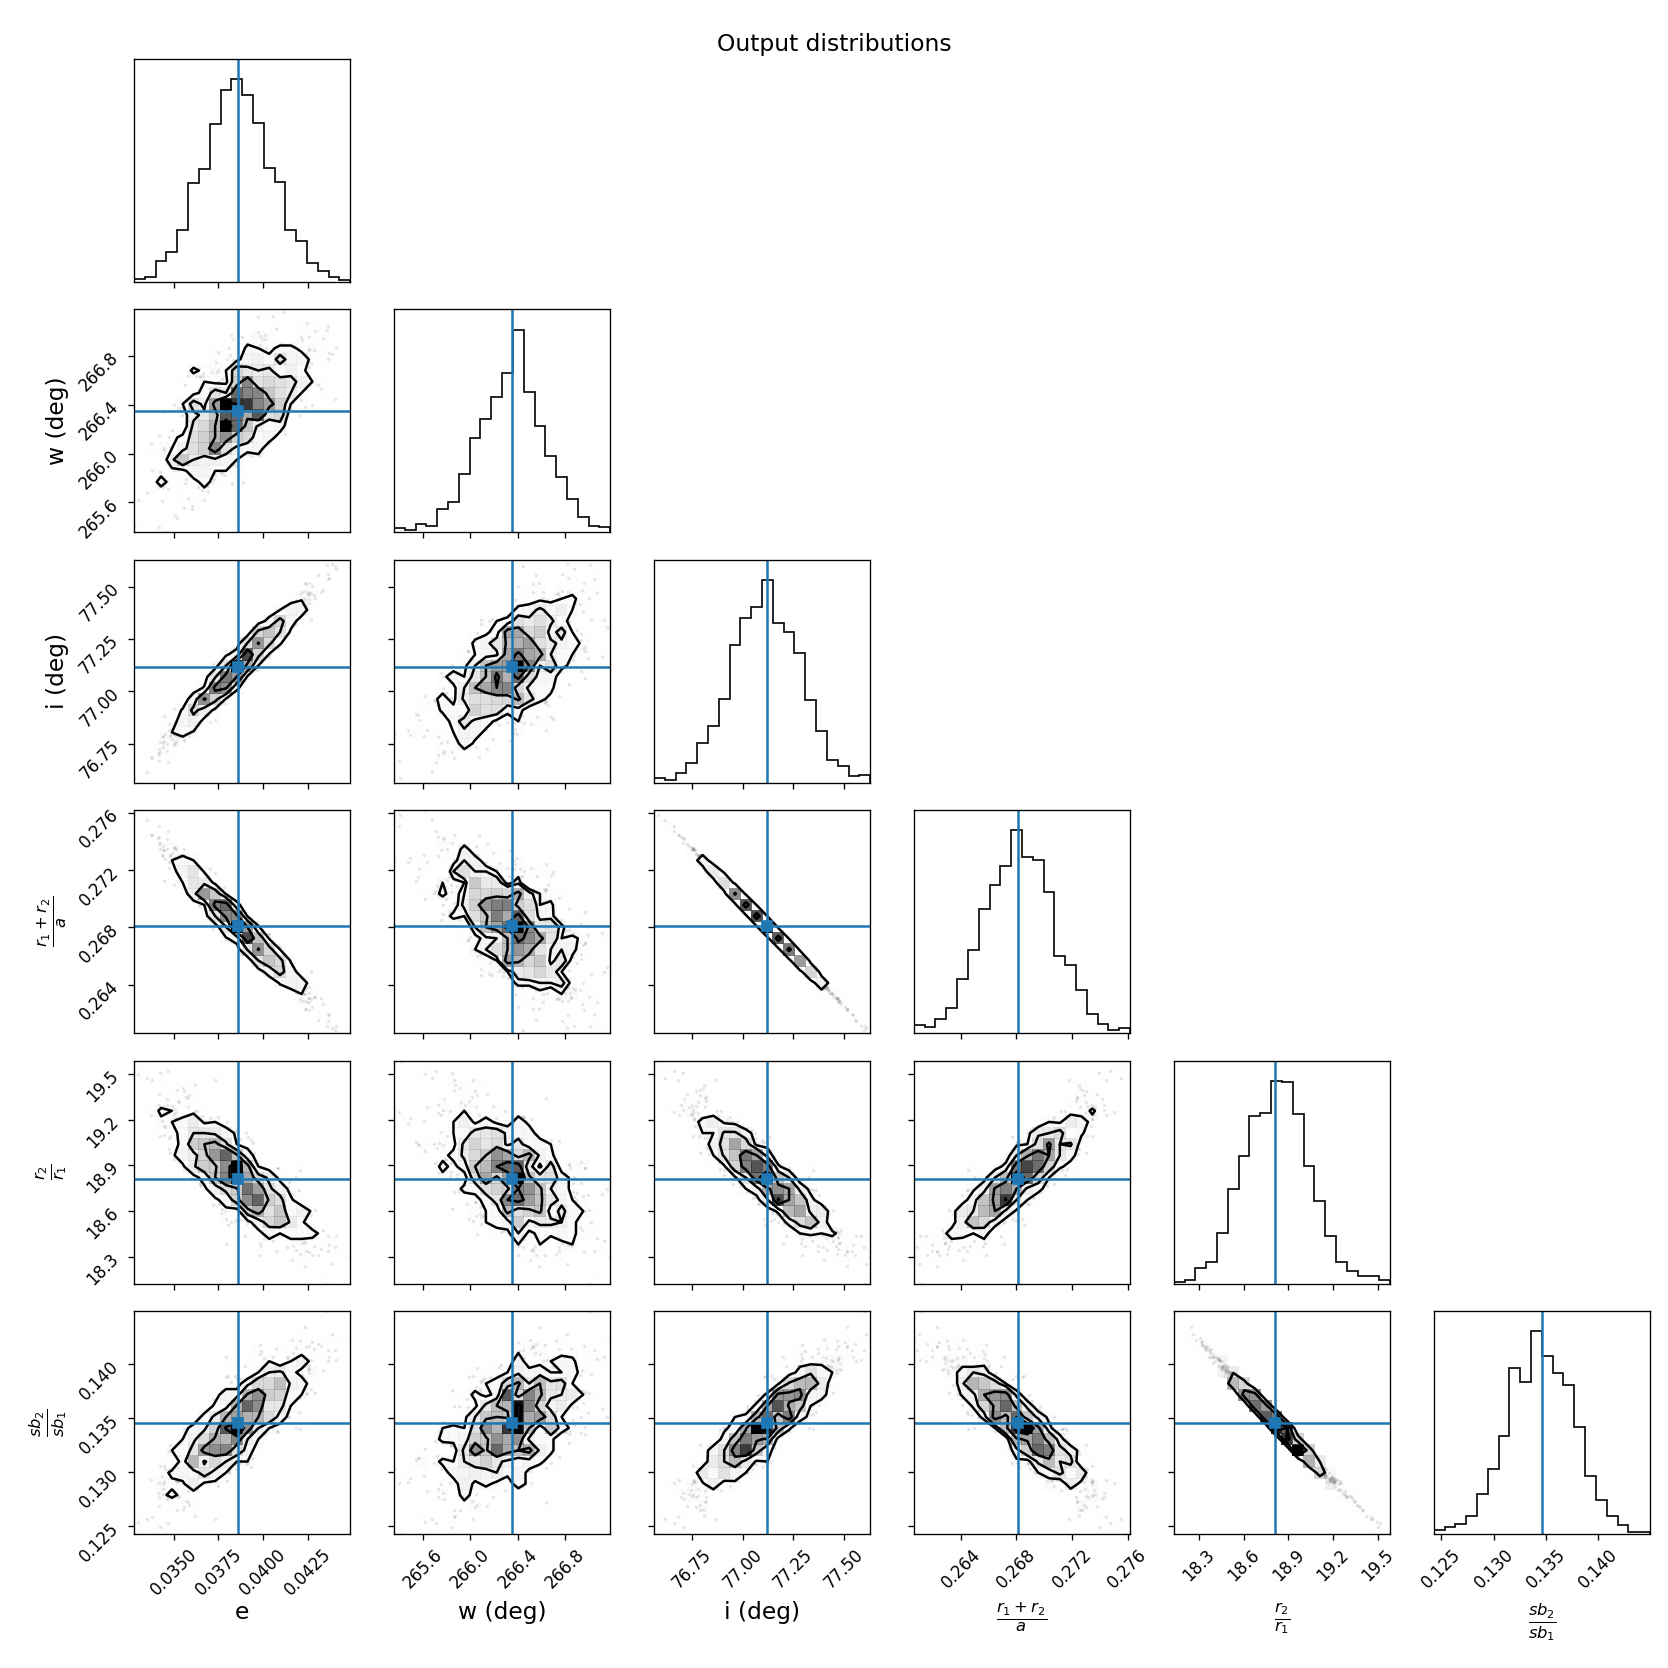 Output distributions
w (deg)
266.8
266.4
266.0
265.6
i (deg)
77.50
77.25
77.00
76.75
r₁ + r₂
a
0.276
0.272
0.268
0.264
r₂
r₁
19.5
19.2
18.9
18.6
18.3
sb₂
sb₁
0.140
0.135
0.130
0.125
0.0350 0.0375 0.0400 0.0425
265.6 266.0 266.4 266.8
76.75 77.00 77.25 77.50
0.264 0.268 0.272 0.276
18.3 18.6 18.9 19.2 19.5
0.125 0.130 0.135 0.140
e
w (deg)
i (deg)
r₁ + r₂
a
r₂
r₁
sb₂
sb₁